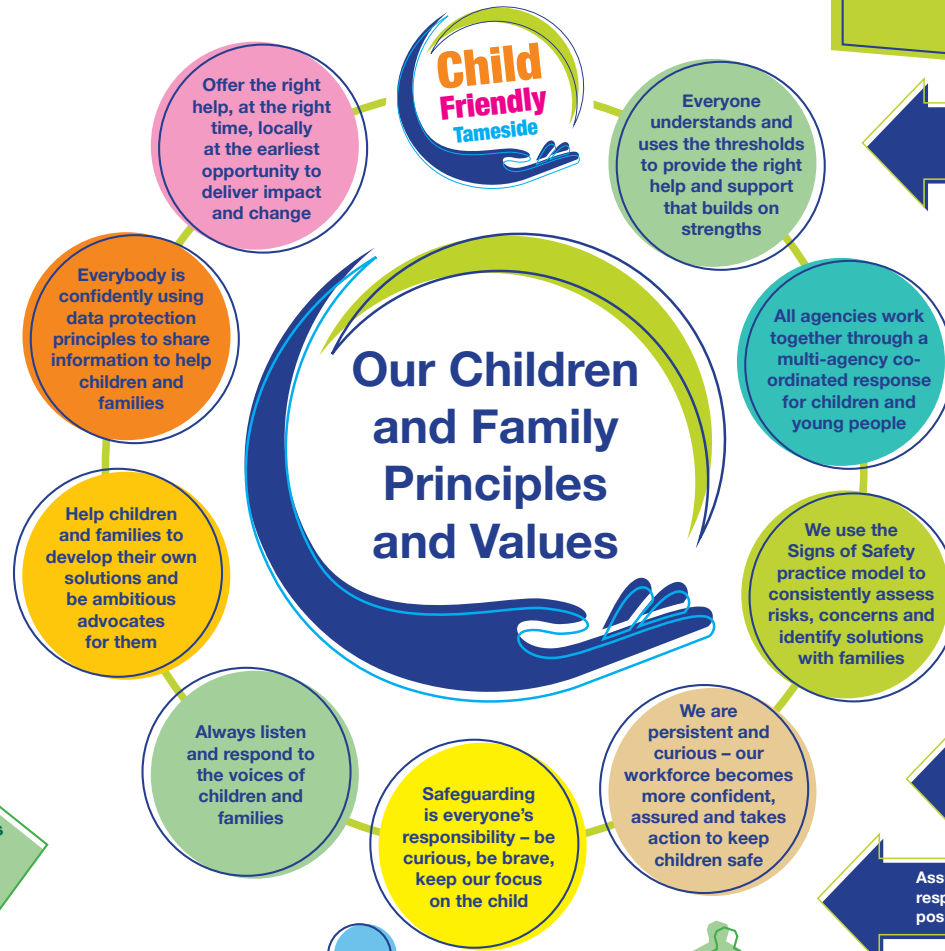 Child
Friendly
Tameside
Everyone
understands and
uses the thresholds
to provide the right
help and support
that builds on
strengths
All agencies work
together through a
multi-agency co-
ordinated response
for children and
young people
We use the
Signs of Safety
practice model to
consistently assess
risks, concerns and
identify solutions
with families
We are
persistent and
curious – our
workforce becomes
more confident,
assured and takes
action to keep
children safe
Safeguarding
is everyone’s
responsibility – be
curious, be brave,
keep our focus
on the child
Always listen
and respond to
the voices of
children and
families
Help children
and families to
develop their own
solutions and
be ambitious
advocates
for them
Everybody is
confidently using
data protection
principles to share
information to help
children and
families
Offer the right
help, at the right
time, locally
at the earliest
opportunity to
deliver impact
and change
Our Children
and Family
Principles
and Values